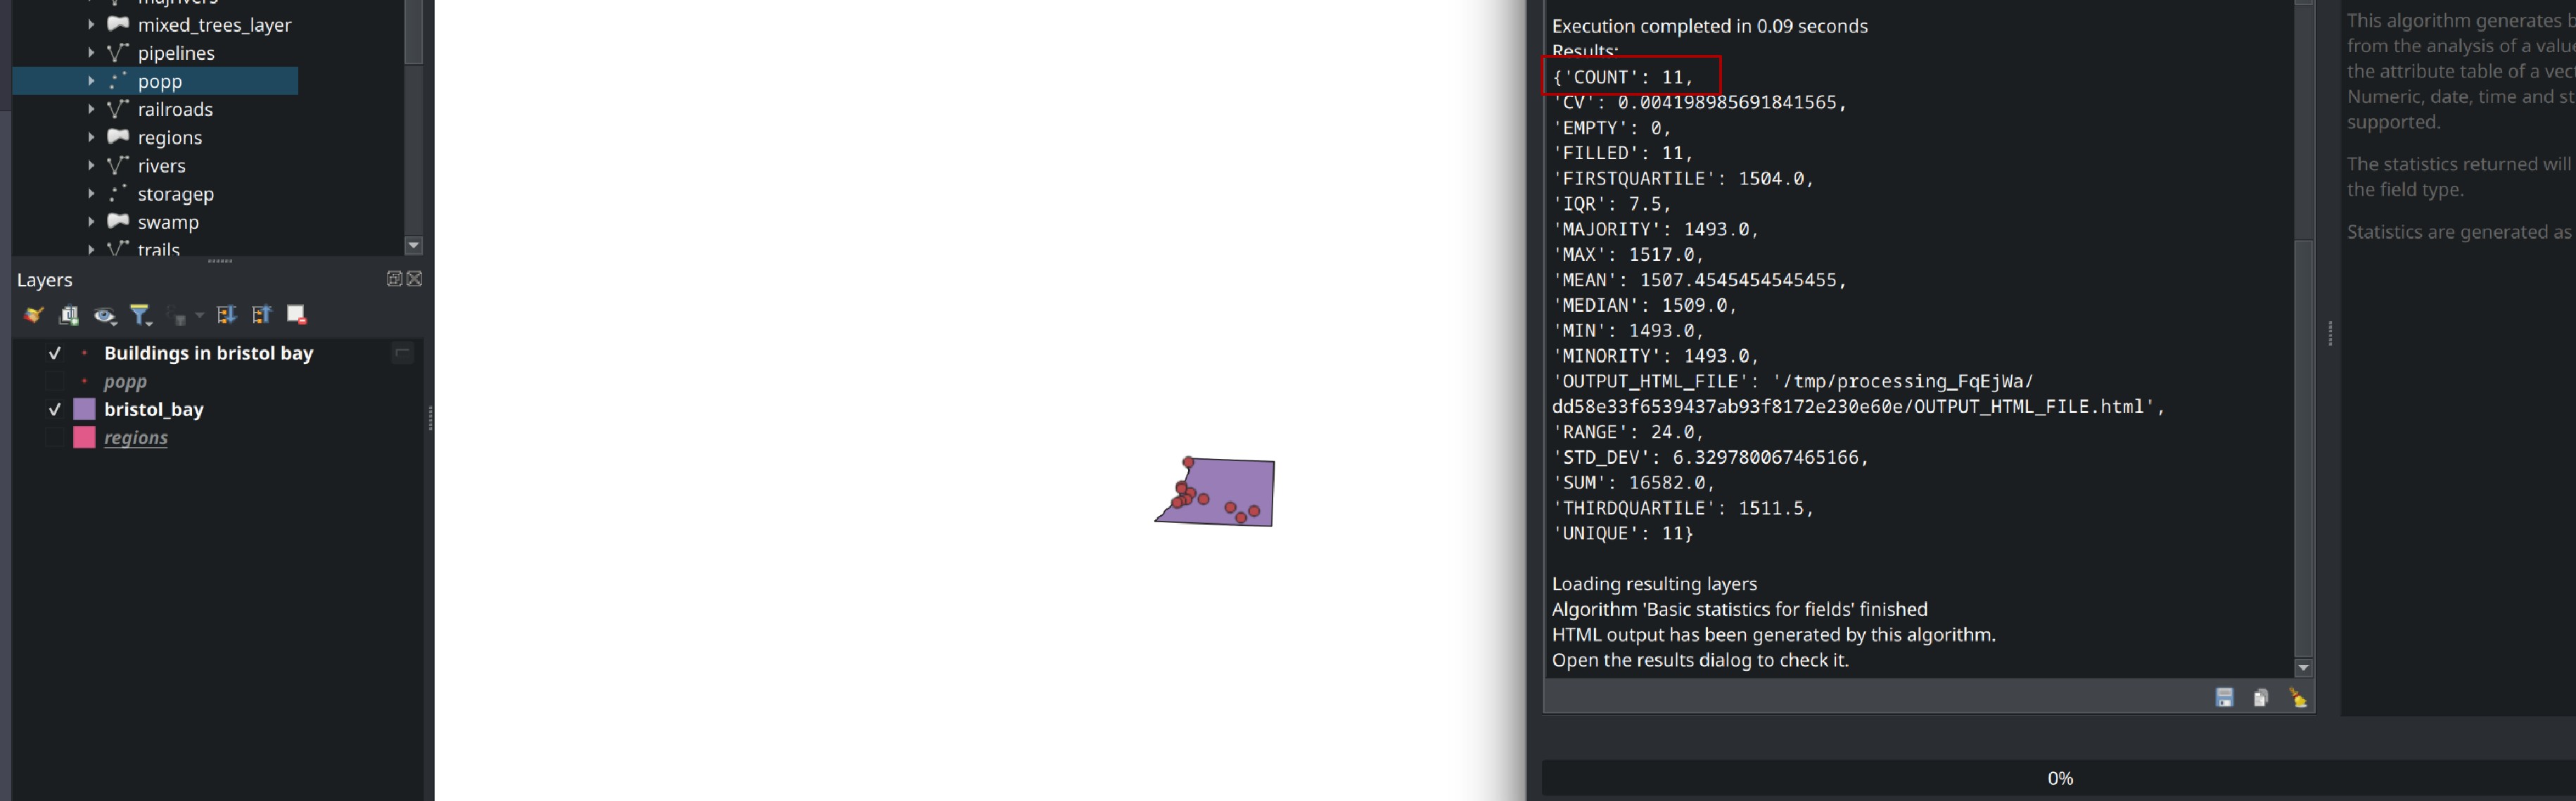 mixed_trees_layer
pipelines
popp
railroads
regions
rivers
storagep
swamp
trails
Layers
Buildings in bristol bay
popp
bristol_bay
regions
Execution completed in 0.09 seconds
Results:
{'COUNT': 11,
'CV': 0.004198985691841565,
'EMPTY': 0,
'FILLED': 11,
'FIRSTQUARTILE': 1504.0,
'IQR': 7.5,
'MAJORITY': 1493.0,
'MAX': 1517.0,
'MEAN': 1507.4545454545455,
'MEDIAN': 1509.0,
'MIN': 1493.0,
'MINORITY': 1493.0,
'OUTPUT_HTML_FILE': '/tmp/processing_FqEjWa/
dd58e33f6539437ab93f8172e230e60e/OUTPUT_HTML_FILE.html',
'RANGE': 24.0,
'STD_DEV': 6.329780067465166,
'SUM': 16582.0,
'THIRDQUARTILE': 1511.5,
'UNIQUE': 11}
Loading resulting layers
Algorithm 'Basic statistics for fields' finished
HTML output has been generated by this algorithm.
Open the results dialog to check it.
0%
This algorithm generates
from the analysis of a
the attribute table of a
Numeric, date, time and
supported.
The statistics returned will
the field type.
Statistics are generated as